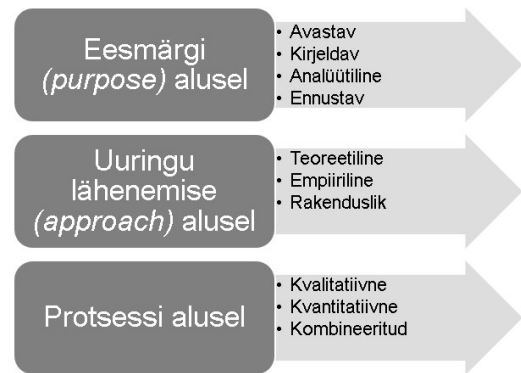 Eesmärgi
(purpose) alusel
• Avastav
• Kirjeldav
• Analüütiline
• Ennustav
Uuringu
lähenemise
(approach) alusel
• Teoreetiline
• Empiiriline
• Rakenduslik
Protsessi alusel
• Kvalitatiivne
• Kvantitatiivne
• Kombineeritud